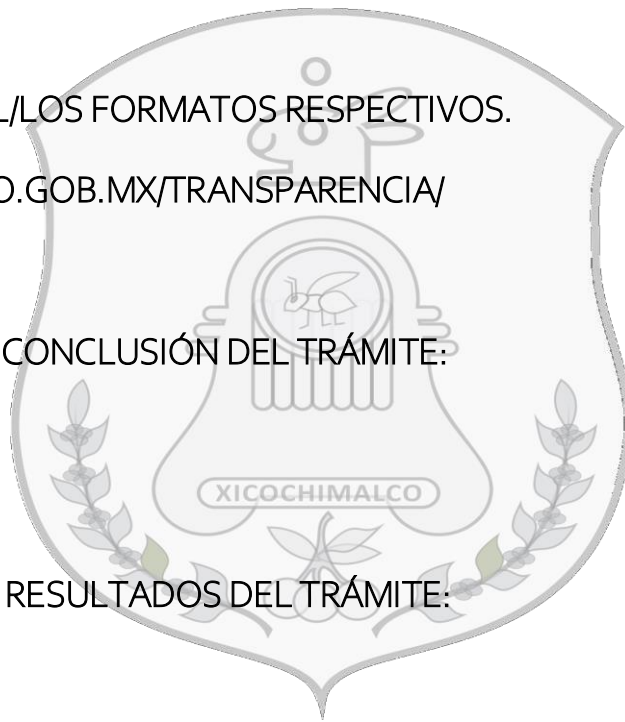 L/LOS FORMATOS RESPECTIVOS.
O.GOB.MX/TRANSPARENCIA/
CONCLUSIÓN DEL TRÁMITE:
XICOCHIMALCO
RESULTADOS DEL TRÁMITE: